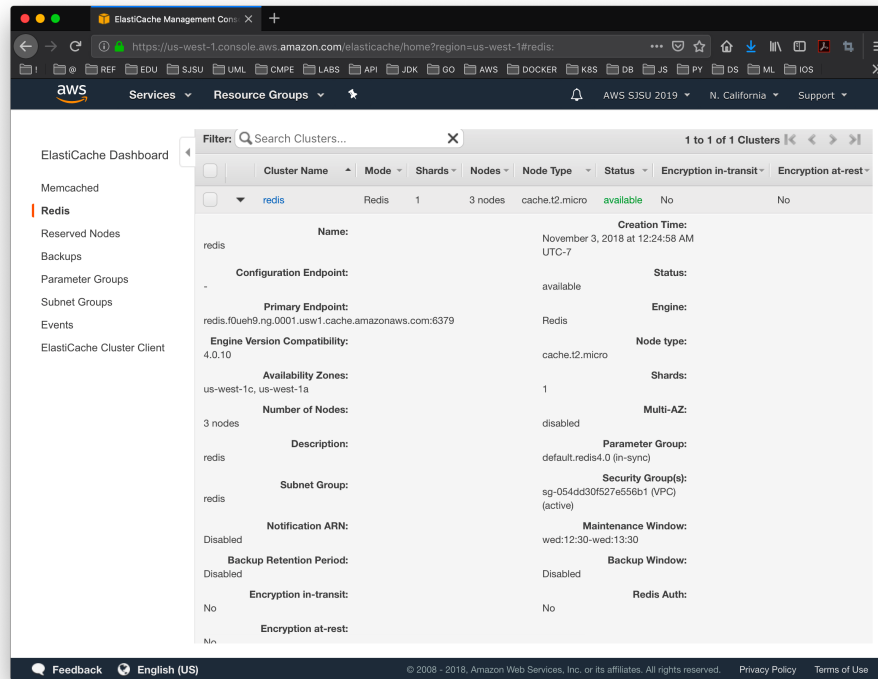 ElastiCache Management Cons
https://us-west-1.console.aws.amazon.com/elasticache/home?region=us-west-1#redis:
! @ REF EDU SJSU UML CMPE LABS API JDK GO AWS DOCKER K8S DB JS PY DS ML IOS
aws Services Resource Groups AWS SJSU 2019 N. California Support
ElastiCache Dashboard
Memcached
Redis
Reserved Nodes
Backups
Parameter Groups
Subnet Groups
Events
ElastiCache Cluster Client
Filter: Search Clusters... 1 to 1 of 1 Clusters
Cluster Name Mode Shards Nodes Node Type Status Encryption in-transit Encryption at-rest
redis Redis 1 3 nodes cache.t2.micro available No No
Name:
redis
Creation Time:
November 3, 2018 at 12:24:58 AM
UTC-7
Configuration Endpoint:
-
Status:
available
Primary Endpoint:
redis.f0ueh9.ng.0001.usw1.cache.amazonaws.com:6379
Engine:
Redis
Engine Version Compatibility:
4.0.10
Node type:
cache.t2.micro
Availability Zones:
us-west-1c, us-west-1a
Shards:
1
Number of Nodes:
3 nodes
Multi-AZ:
disabled
Description:
redis
Parameter Group:
default.redis4.0 (in-sync)
Subnet Group:
redis
Security Group(s):
sg-054dd30f527e556b1 (VPC)
(active)
Notification ARN:
Disabled
Maintenance Window:
wed:12:30-wed:13:30
Backup Retention Period:
Disabled
Backup Window:
Disabled
Encryption in-transit:
No
Redis Auth:
No
Encryption at-rest:
No
Feedback English (US) © 2008 - 2018, Amazon Web Services, Inc. or its affiliates. All rights reserved. Privacy Policy Terms of Use